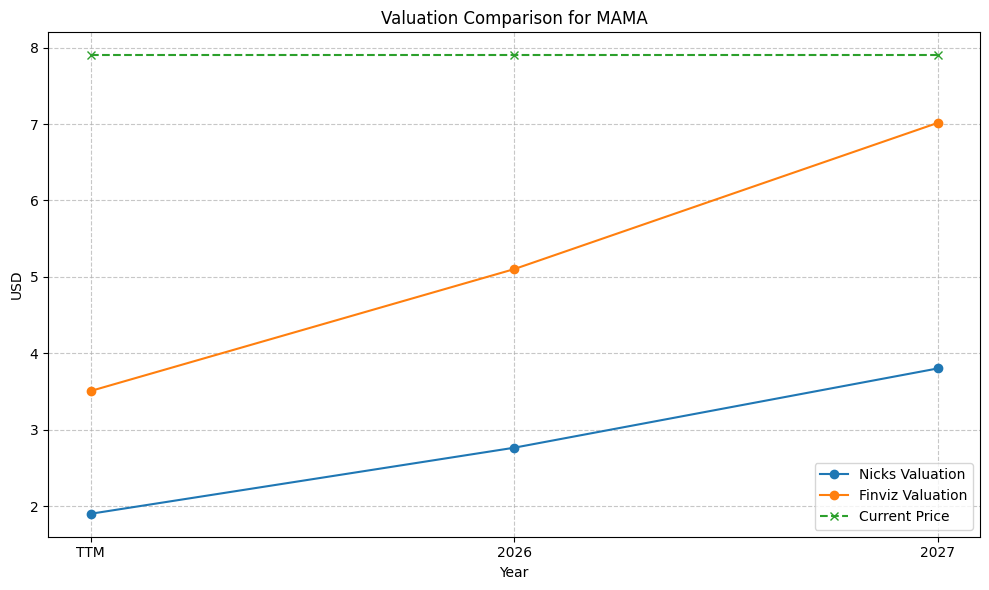 Valuation Comparison for MAMA
8
7
6
5
4
3
2
USD
TTM
2026
2027
Year
Nicks Valuation
Finviz Valuation
Current Price